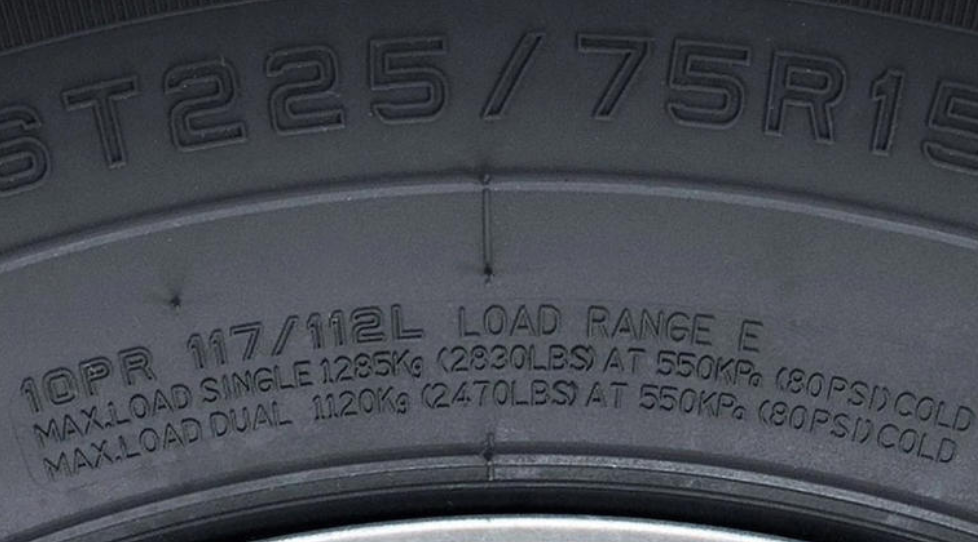 ST225/75R15
10PR 117/112L LOAD RANGE E
MAX.LOAD SINGLE 1285Kg (2830LBS) AT 550KPa (80PSI) COLD
MAX.LOAD DUAL 1120Kg (2470LBS) AT 550KPa (80PSI) COLD